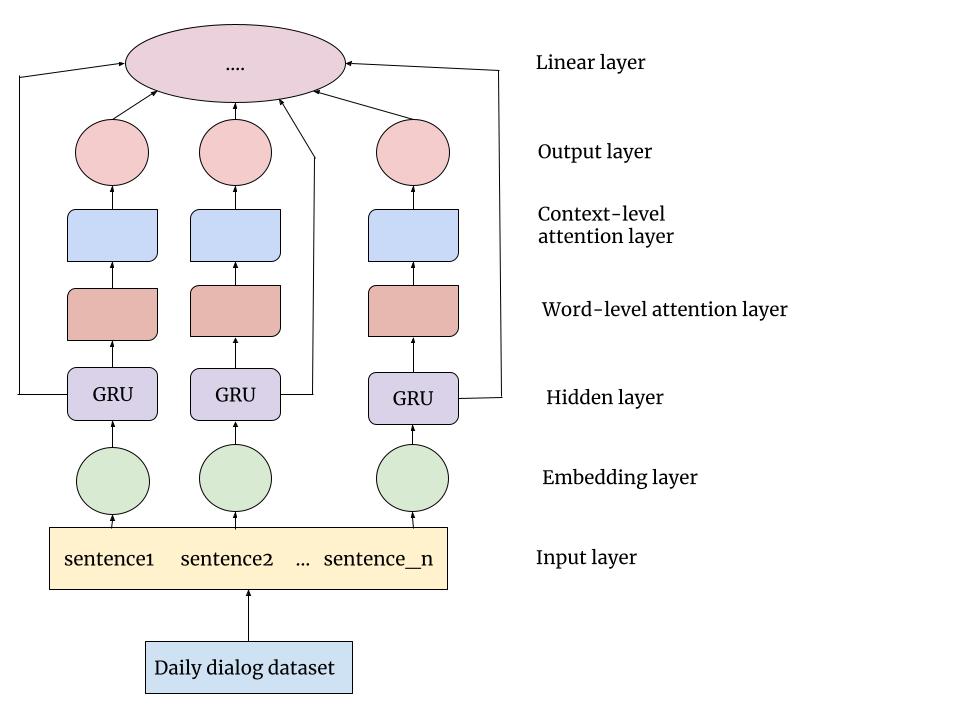 ....
Linear layer
Output layer
Context-level
attention layer
Word-level attention layer
GRU
GRU
GRU
Hidden layer
Embedding layer
sentence1 sentence2 ... sentence_n
Input layer
Daily dialog dataset